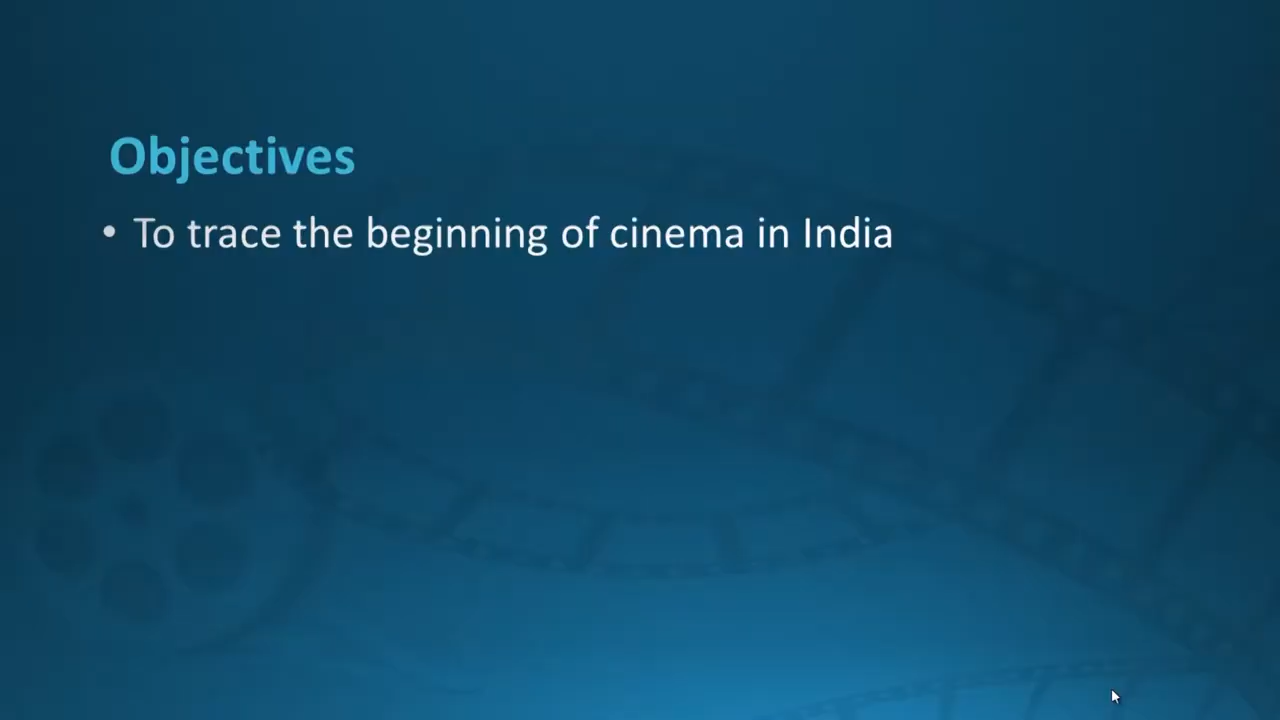 Objectives
• To trace the beginning of cinema in India